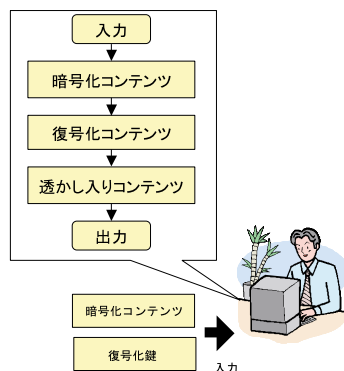 入力
暗号化コンテンツ
復号化コンテンツ
透かし入りコンテンツ
出力
暗号化コンテンツ
復号化鍵
入力